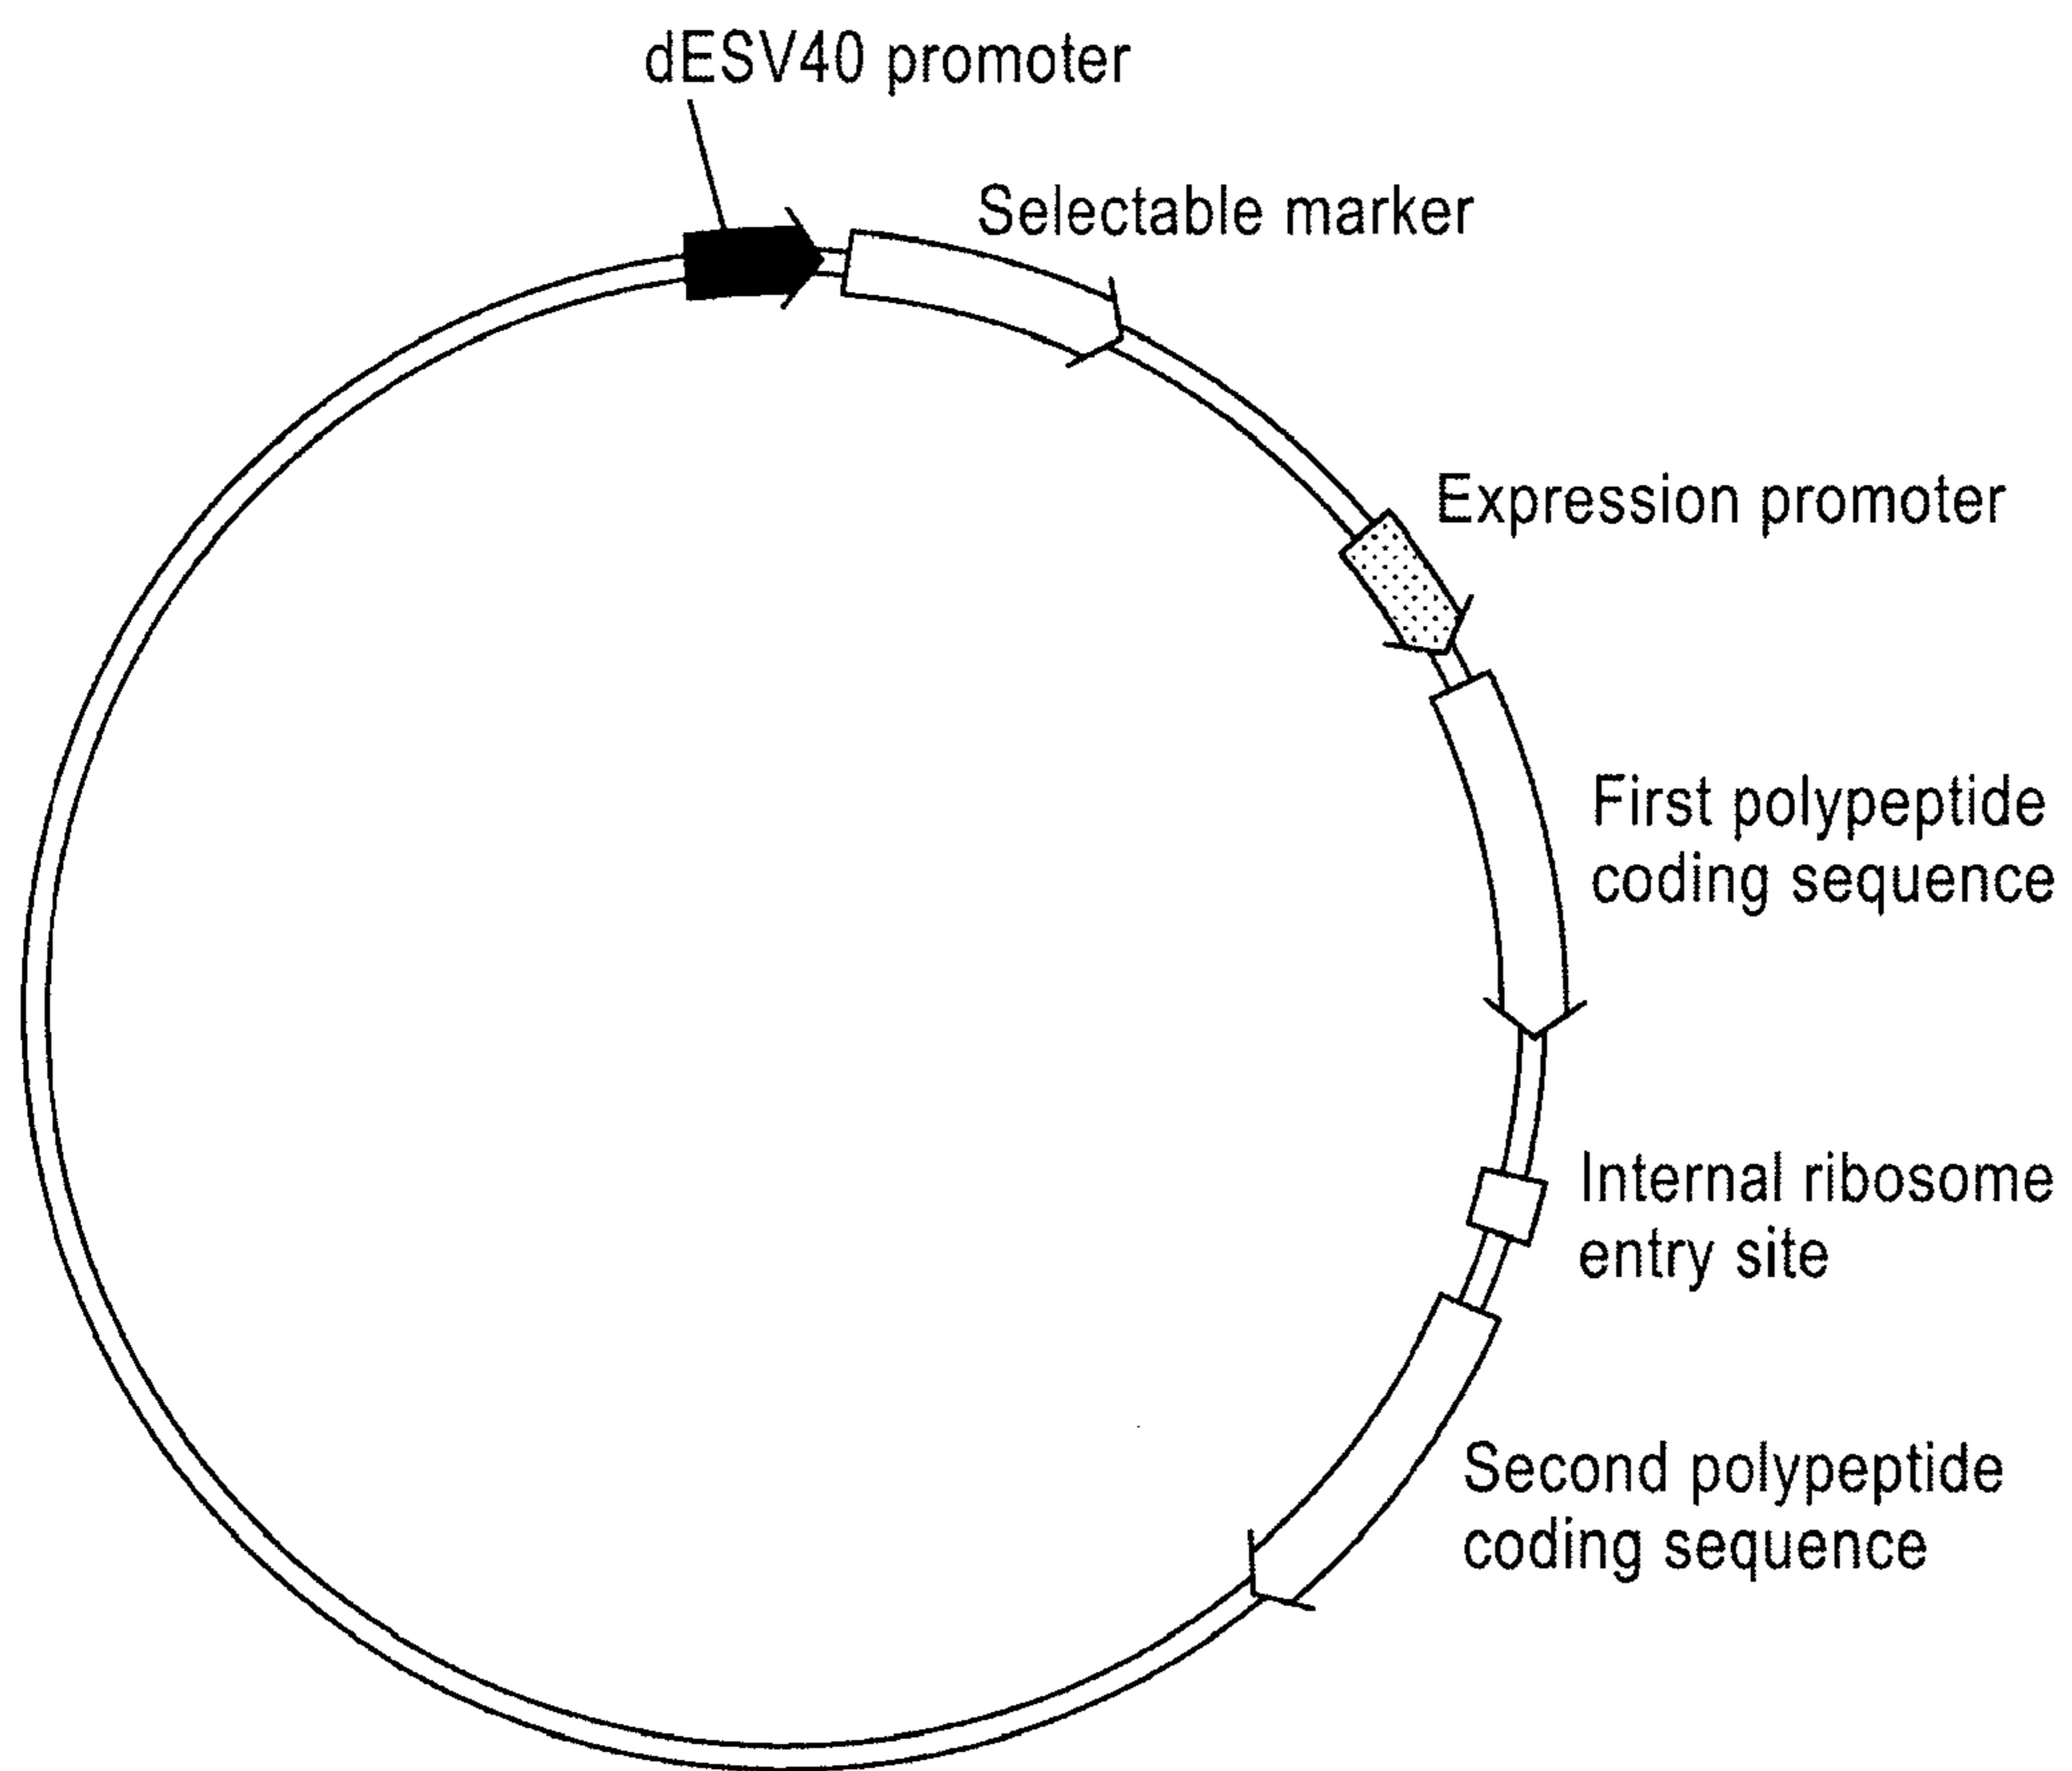 dESV40 promoter
Selectable marker
Expression promoter
First polypeptide
coding sequence
Internal ribosome
entry site
Second polypeptide
coding sequence